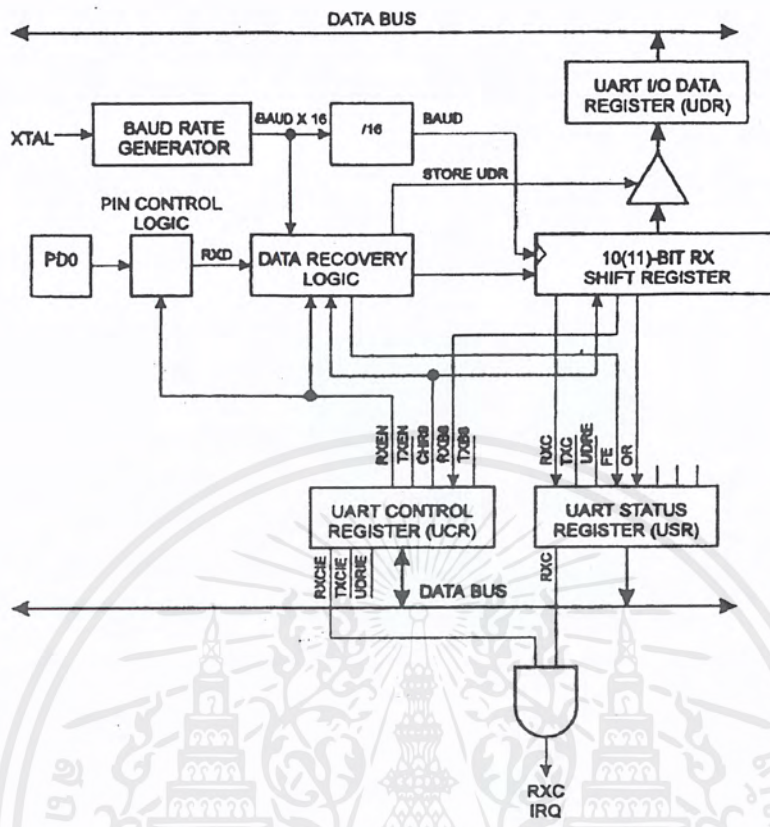 DATA BUS
UART I/O DATA
REGISTER (UDR)
XTAL
BAUD RATE
GENERATOR
BAUD X 16
/16
BAUD
STORE UDR
PIN CONTROL
LOGIC
PD0
RXD
DATA RECOVERY
LOGIC
10(11)-BIT RX
SHIFT REGISTER
RXEN
TXEN
CHR9
RXB8
TXB8
RXC
TXC
UDRE
FE
OR
UART CONTROL
REGISTER (UCR)
UART STATUS
REGISTER (USR)
RXCIE
TXCIE
UDRIE
RXC
DATA BUS
RXC
IRQ